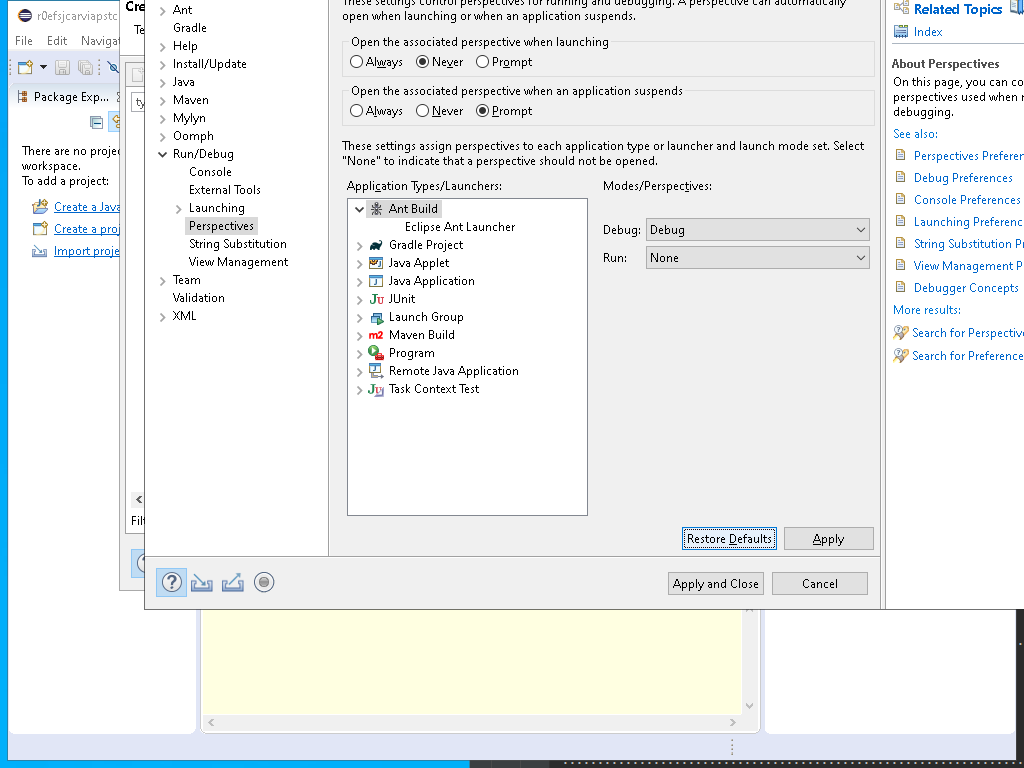 r0efsjcarviapstc
File Edit Navigat
Package Exp...
There are no proje
workspace.
To add a project:
Create a Java
Create a proj
Import proje
Cre
Te
ty
Filt
Ant
Gradle
Help
Install/Update
Java
Maven
Mylyn
Oomph
Run/Debug
Console
External Tools
Launching
Perspectives
String Substitution
View Management
Team
Validation
XML
These settings control perspectives for running and debugging. A perspective can automatically
open when launching or when an application suspends.
Open the associated perspective when launching
Always Never Prompt
Open the associated perspective when an application suspends
Always Never Prompt
These settings assign perspectives to each application type or launcher and launch mode set. Select
"None" to indicate that a perspective should not be opened.
Application Types/Launchers:
Ant Build
Eclipse Ant Launcher
Gradle Project
Java Applet
Java Application
JUnit
Launch Group
Maven Build
Program
Remote Java Application
Task Context Test
Modes/Perspectives:
Debug: Debug
Run: None
Restore Defaults Apply
Apply and Close Cancel
Related Topics
Index
About Perspectives
On this page, you can co
perspectives used when r
debugging.
See also:
Perspectives Preferen
Debug Preferences
Console Preferences
Launching Preferenc
String Substitution P
View Management P
Debugger Concepts
More results:
Search for Perspective
Search for Preference